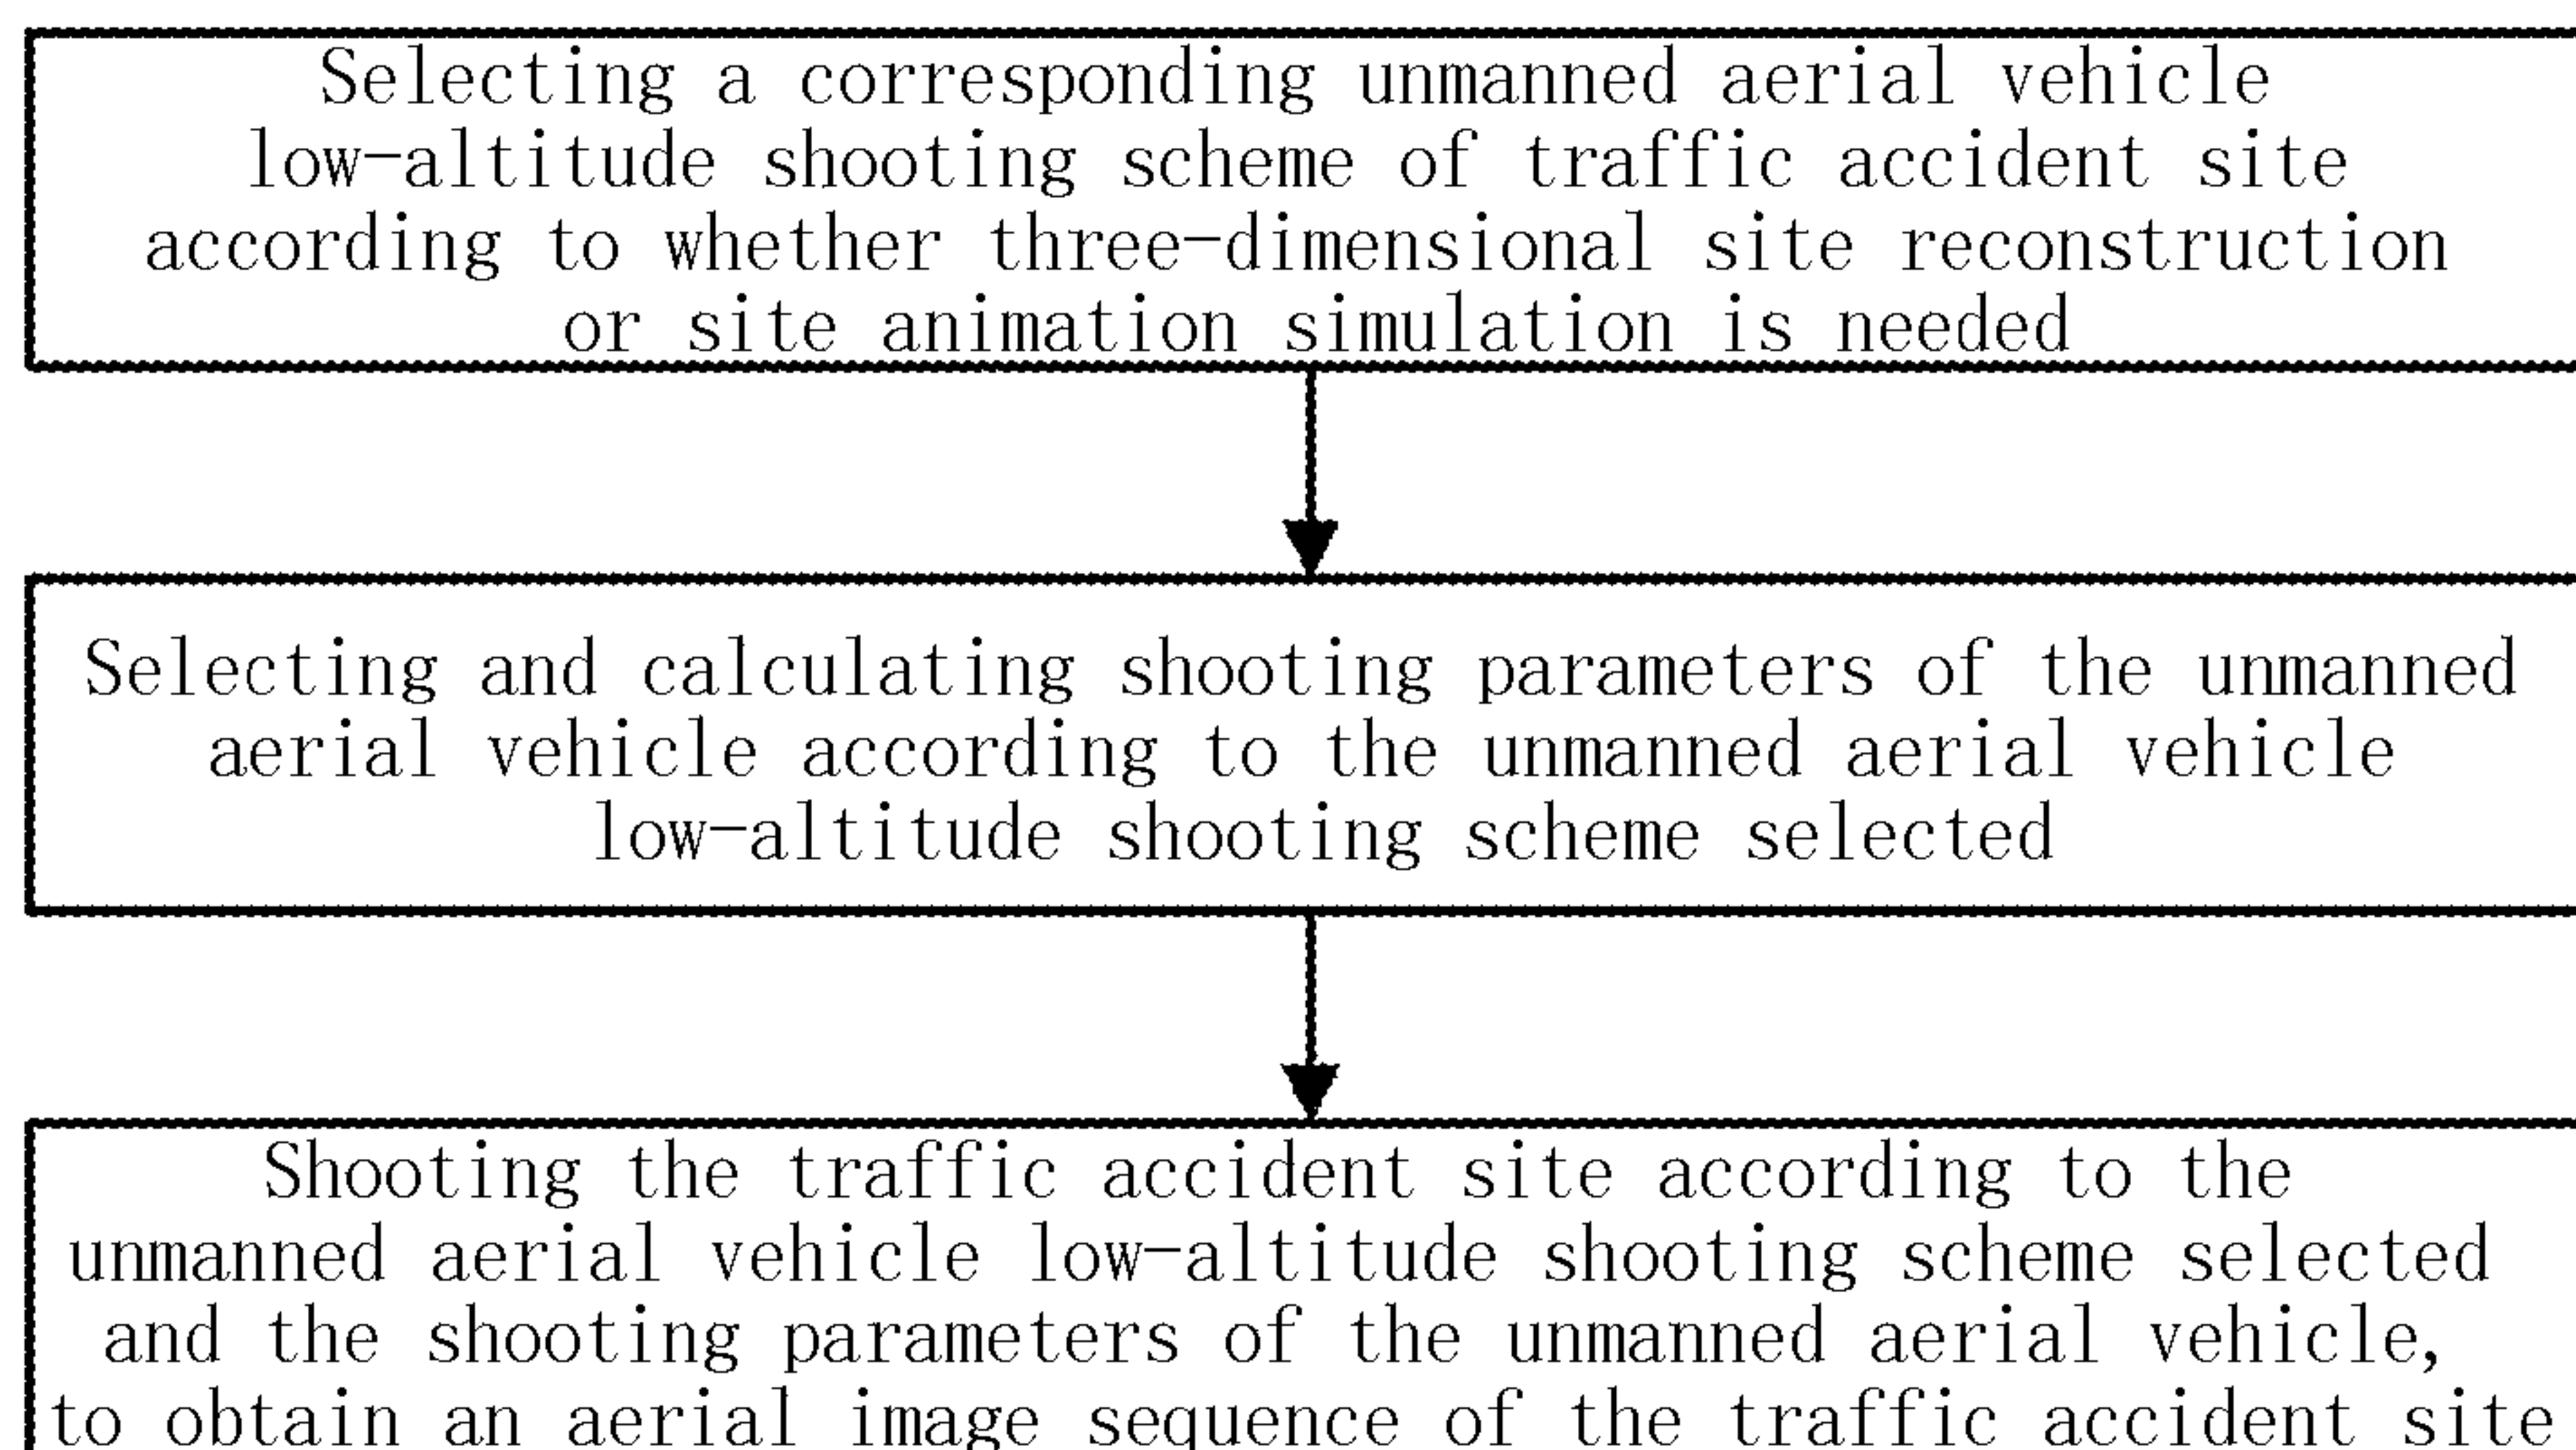 Selecting a corresponding unmanned aerial vehicle
low-altitude shooting scheme of traffic accident site
according to whether three-dimensional site reconstruction
or site animation simulation is needed
Selecting and calculating shooting parameters of the unmanned
aerial vehicle according to the unmanned aerial vehicle
low-altitude shooting scheme selected
Shooting the traffic accident site according to the
unmanned aerial vehicle low-altitude shooting scheme selected
and the shooting parameters of the unmanned aerial vehicle,
to obtain an aerial image sequence of the traffic accident site